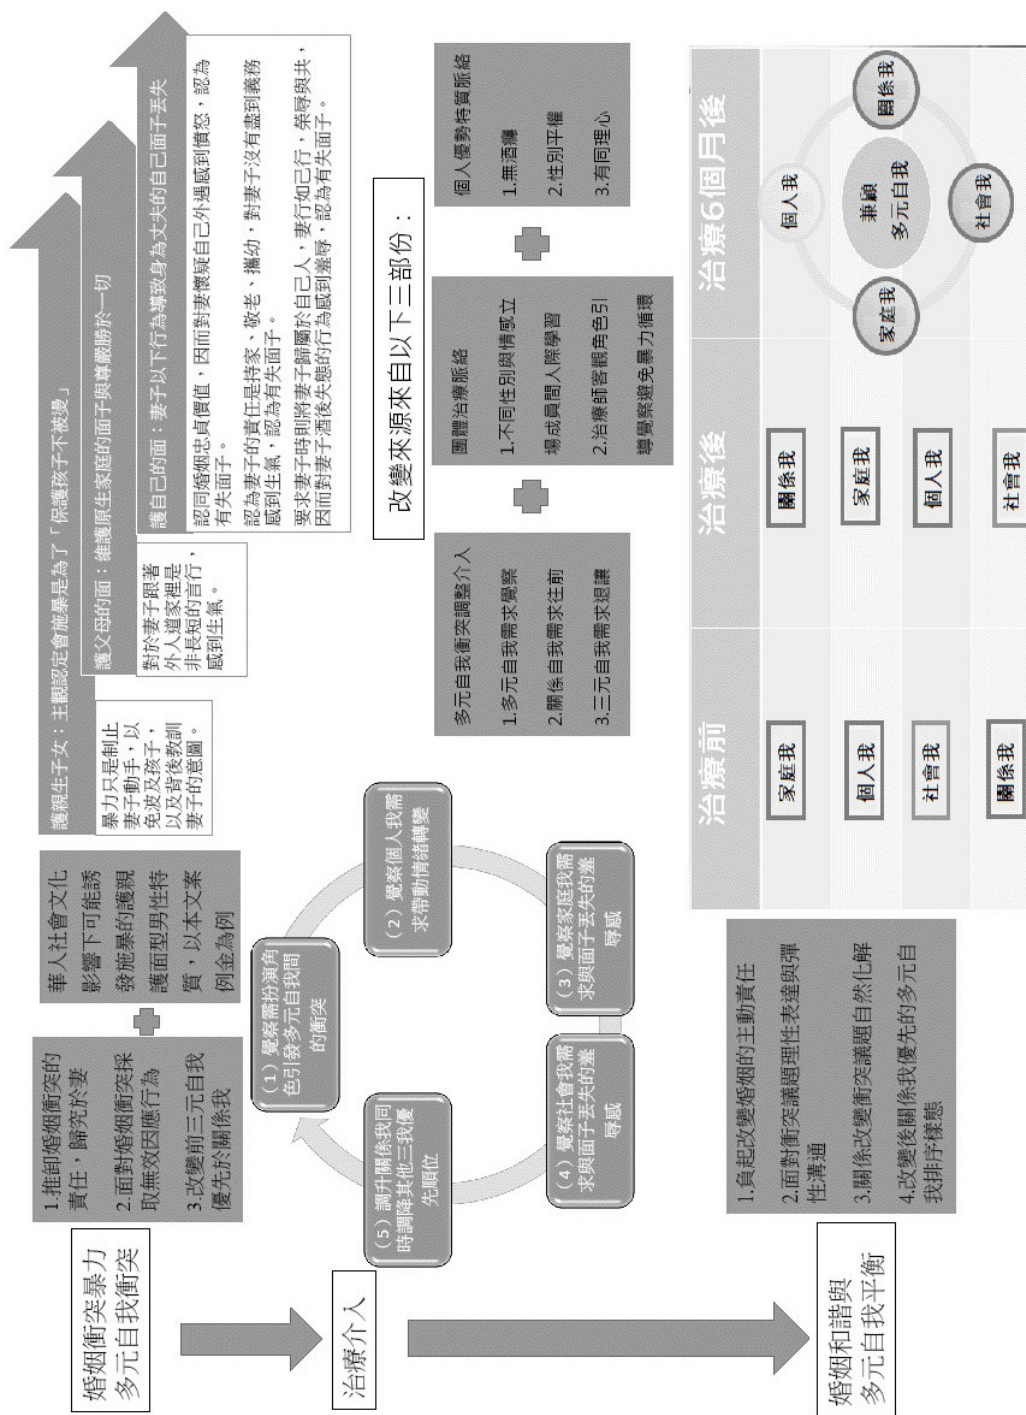 婚姻衝突暴力
多元自我衝突
1.推卸婚姻衝突的
責任，歸究於妻
2.面對婚姻衝突採
取無效因應行為
3.改變前三元自我
優先於關係我
華人社會文化
影響下可能誘
發施暴的護親
護面型男性特
質，以本文案
例金為例
護親生子女：主觀認定會施暴是為了「保護孩子不被燙」
暴力只是制止
妻子動手，以
免波及孩子，
以及背後教訓
妻子的意圖。
護父母的面：維護原生家庭的面子與尊嚴勝於一切
對於妻子跟著
外人道家裡是
非長短的言行，
感到生氣。
護自己的面：妻子以下行為導致身為丈夫的自己面子丟失
認同婚姻忠貞價值，因而對妻懷疑自己外遇感到憤怒，認為
有失面子。
認為妻子的責任是持家、敬老、攜幼，對妻子沒有盡到義務
感到生氣，認為有失面子。
要求妻子時則將妻子歸屬於自己人，妻行如己行，榮辱與共，
因而對妻子酒後失態的行為感到羞辱，認為有失面子。
治療介入
（1）覺察需扮演角
色引發多元自我間
的衝突
（2）覺察個人我需
求帶動情緒轉變
（3）覺察家庭我需
求與面子丟失的羞
辱感
（4）覺察社會我需
求與面子丟失的羞
辱感
（5）調升關係我同
時調降其他三我優
先順位
改變來源來自以下三部份：
多元自我衝突調整介入
1.多元自我需求覺察
2.關係自我需求往前
3.三元自我需求退讓
團體治療脈絡
1.不同性別與情感立
場成員間人際學習
2.治療師客觀角色引
導覺察避免暴力循環
個人優勢特質脈絡
1.無酒癮
2.性別平權
3.有同理心
婚姻和諧與
多元自我平衡
1.負起改變婚姻的主動責任
2.面對衝突議題理性表達與彈
性溝通
3.關係改變衝突議題自然化解
4.改變後關係我優先的多元自
我排序樣態
治療前
家庭我
個人我
社會我
關係我
治療後
關係我
家庭我
個人我
社會我
治療6個月後
個人我
關係我
社會我
家庭我
兼顧
多元自我